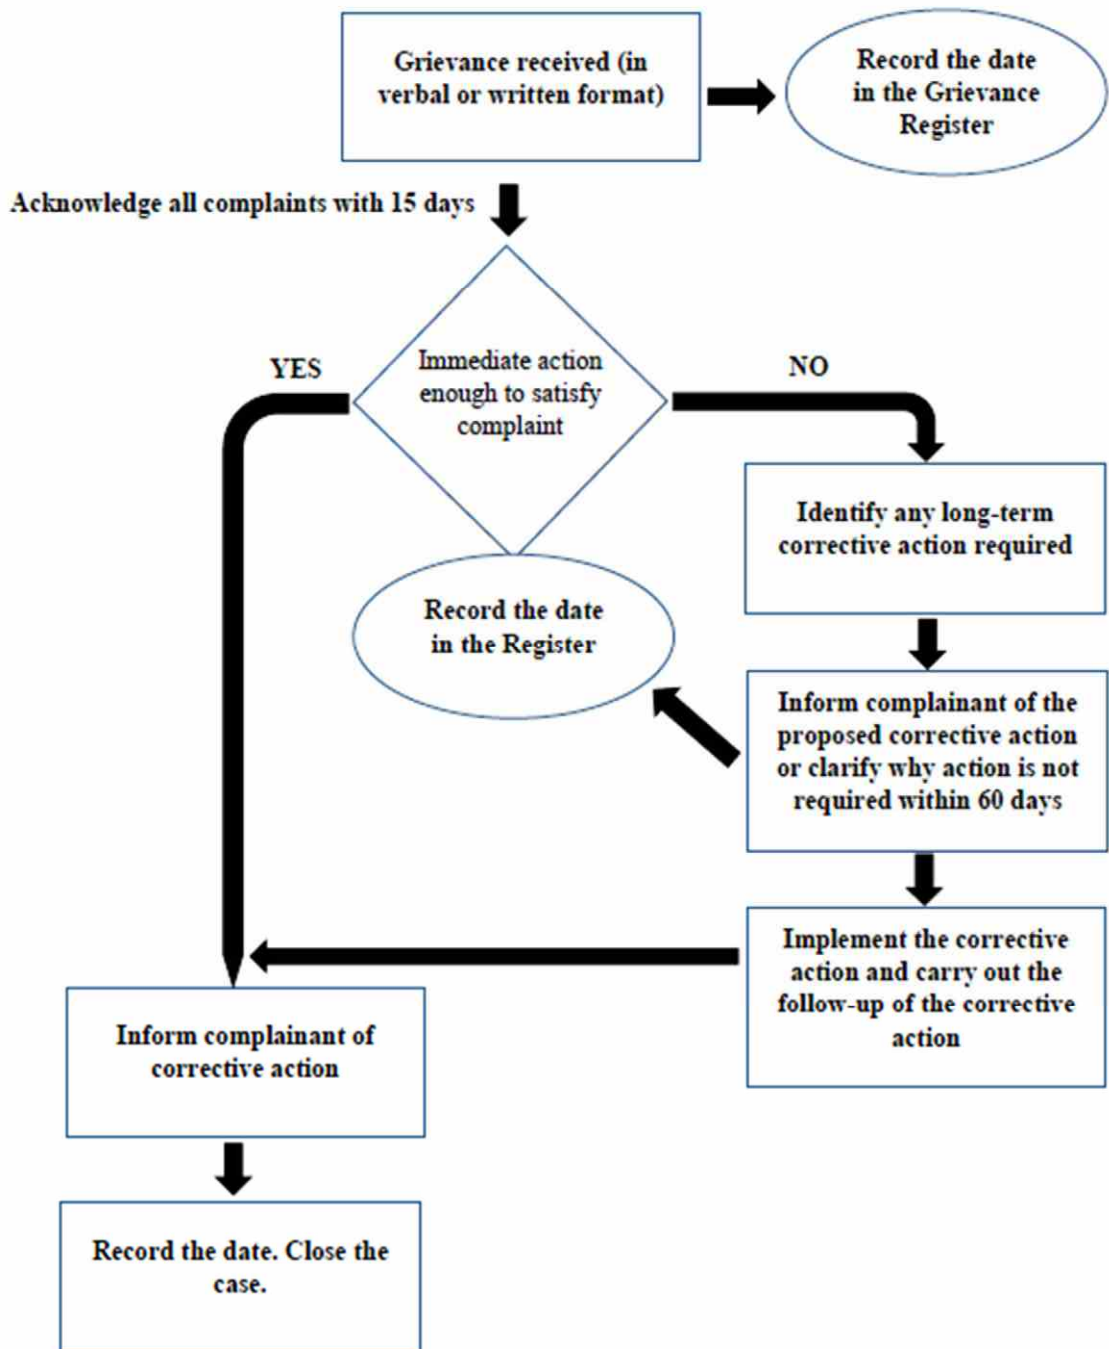 Grievance received (in
verbal or written format)
Record the date
in the Grievance
Register
Acknowledge all complaints with 15 days
YES
Immediate action
enough to satisfy
complaint
NO
Identify any long-term
corrective action required
Record the date
in the Register
Inform complainant of the
proposed corrective action
or clarify why action is not
required within 60 days
Implement the corrective
action and carry out the
follow-up of the corrective
action
Inform complainant of
corrective action
Record the date. Close the
case.